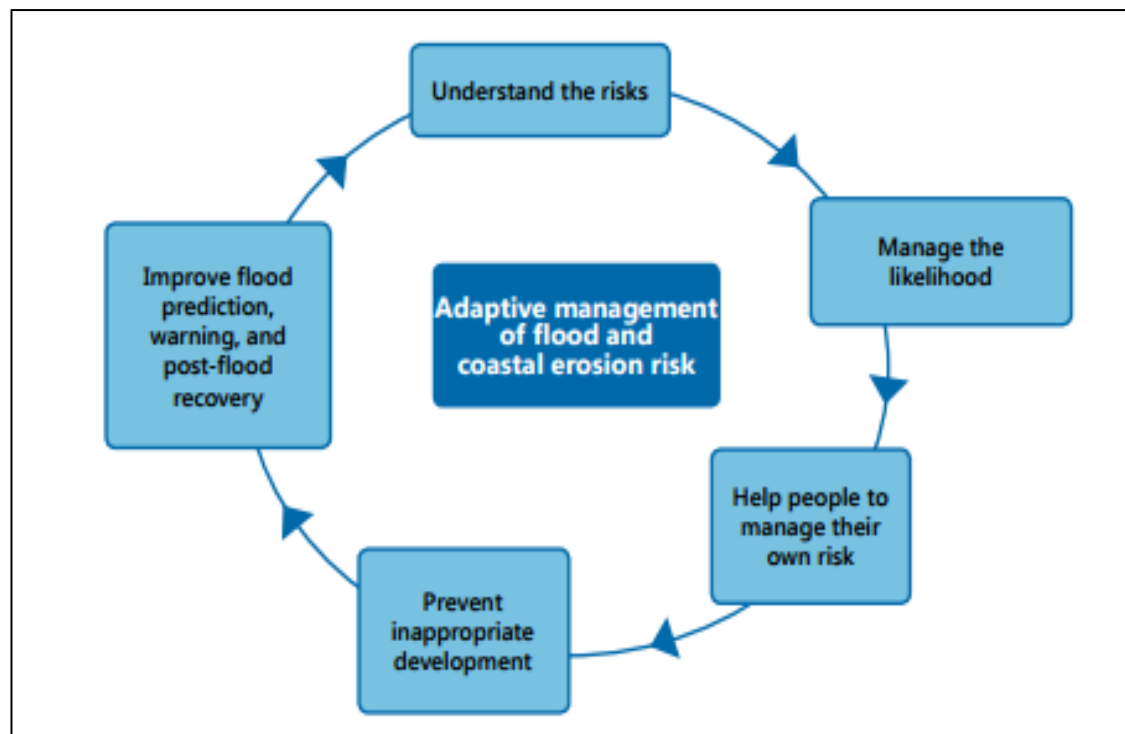 Understand the risks
Manage the
likelihood
Help people to
manage their
own risk
Prevent
inappropriate
development
Improve flood
prediction,
warning, and
post-flood
recovery
Adaptive management
of flood and
coastal erosion risk